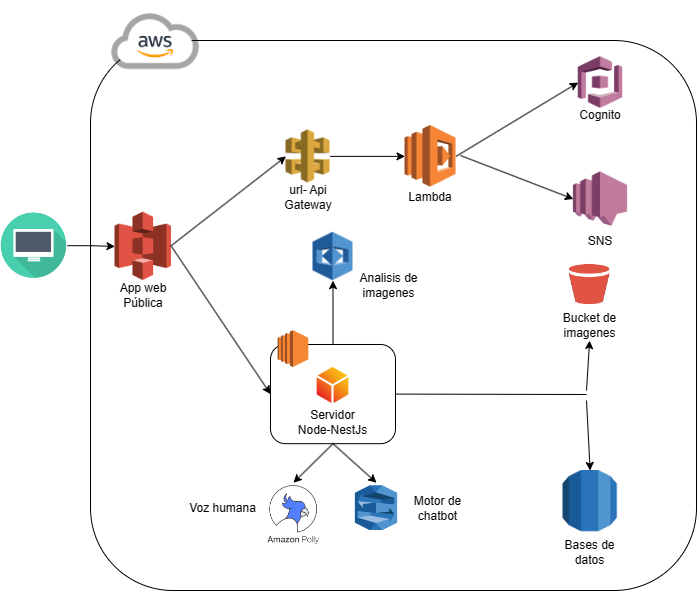 aws
Cognito
url- Api
Gateway
Lambda
SNS
App web
Pública
Analisis de
imagenes
Bucket de
imagenes
Servidor
Node-NestJs
Voz humana
Amazon Polly
Motor de
chatbot
Bases de
datos